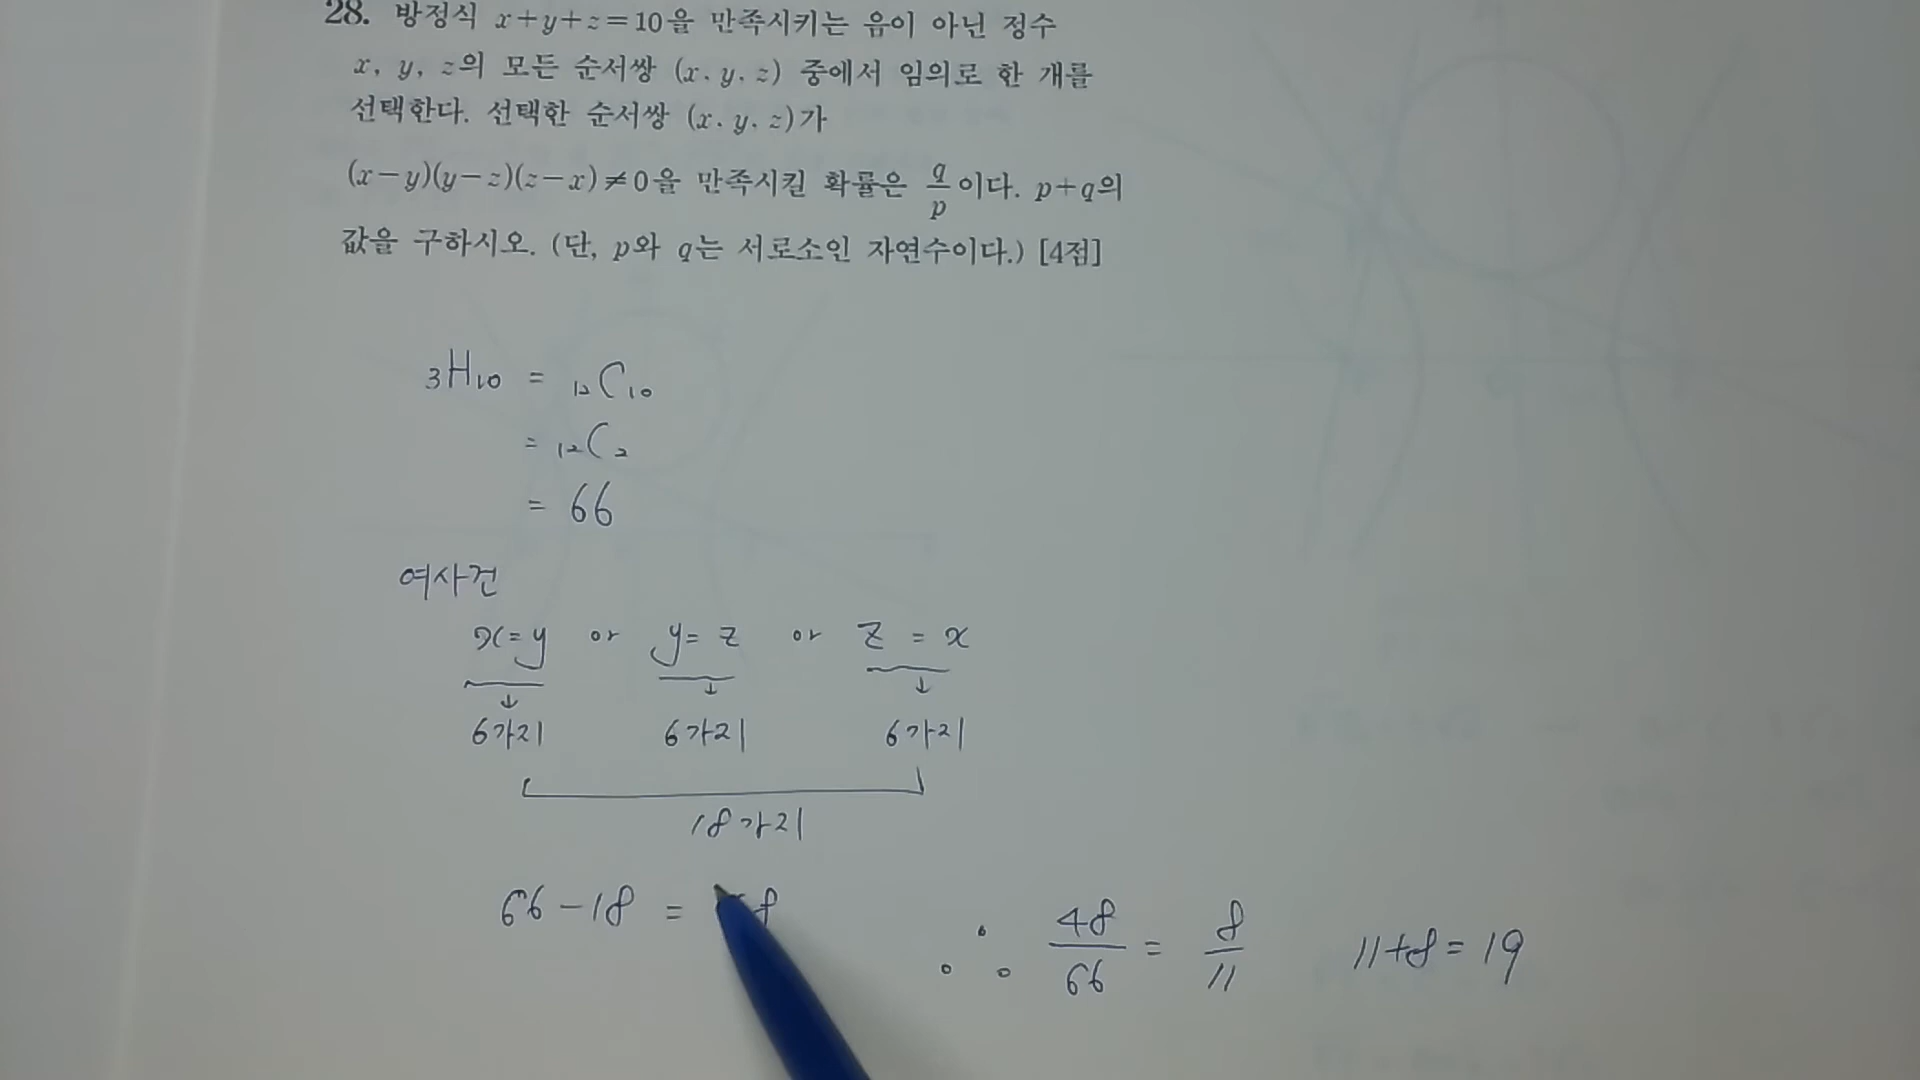 28. 방정식 x+y+z=10을 만족시키는 음이 아닌 정수
x, y, z의 모든 순서쌍 (x, y, z) 중에서 임의로 한 개를
선택한다. 선택한 순서쌍 (x, y, z)가
(x-y)(y-z)(z-x)≠0을 만족시킬 확률은 q/p이다. p+q의
값을 구하시오. (단, p와 q는 서로소인 자연수이다.) [4점]
₃H₁₀ = ₁₂C₁₀
= ₁₂C₂
= 66
여사건
x=y or y=z or z=x
↓ ↓ ↓
6가지 6가지 6가지
18가지
66-18 = 8
∴ 48/66 = 8/11 11+8=19